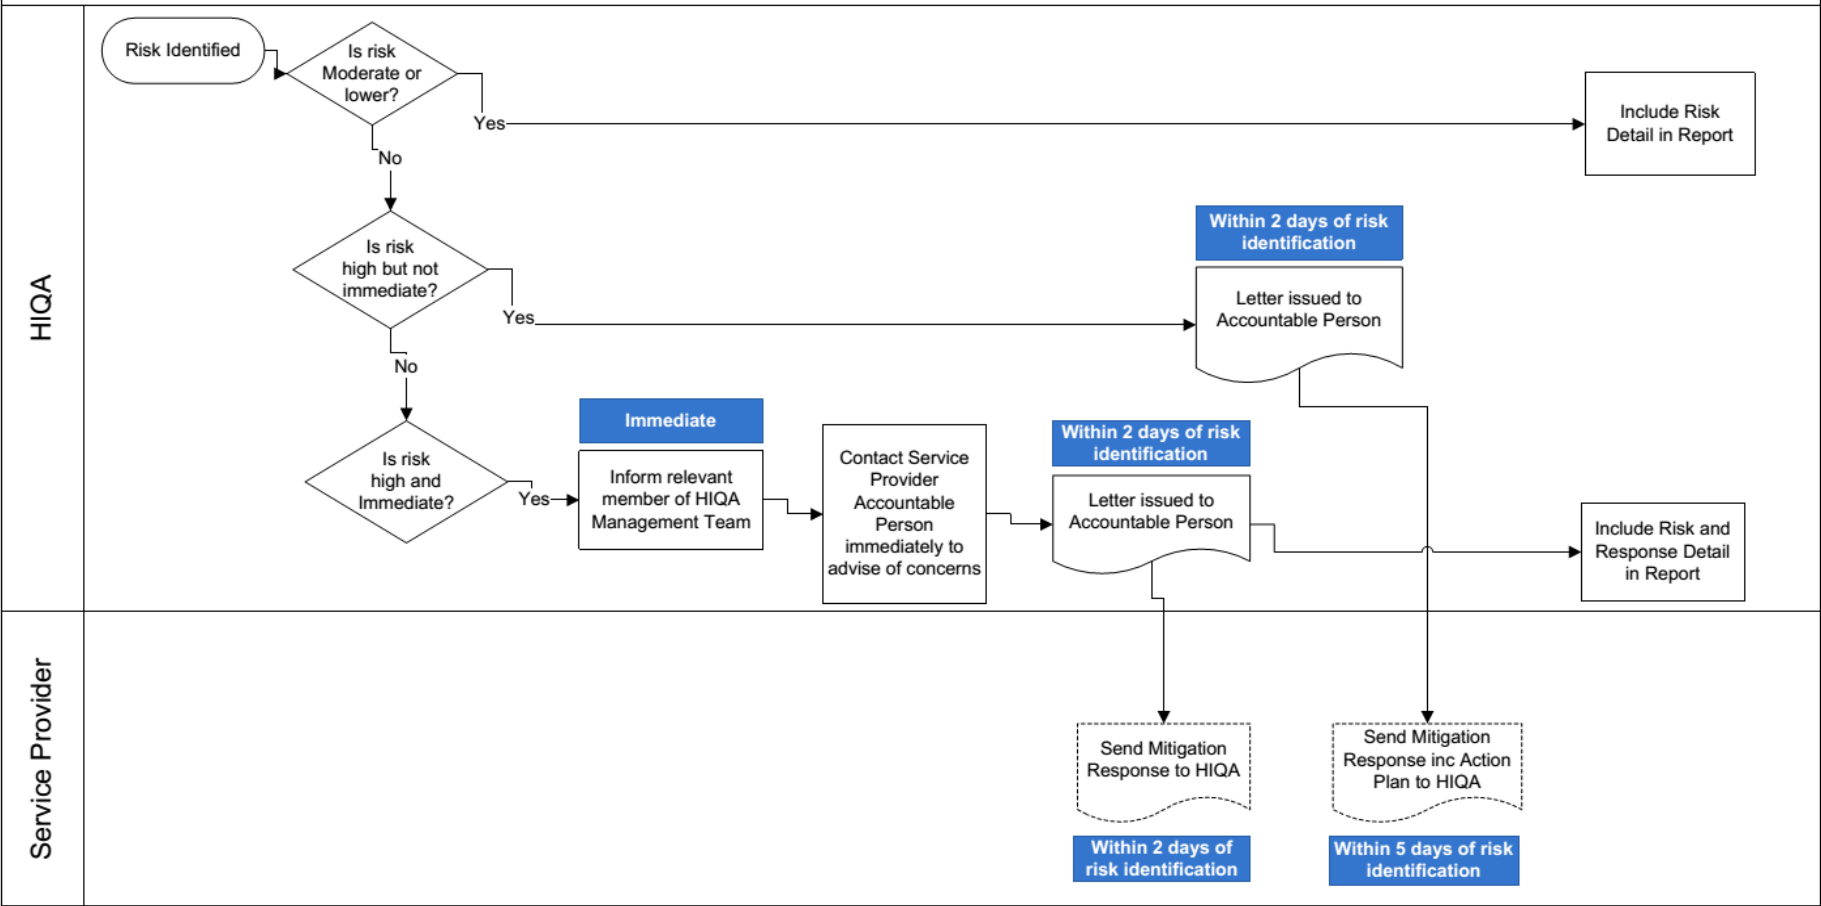 HIQA
Risk Identified
Is risk
Moderate or
lower?
Yes
Include Risk
Detail in Report
No
Is risk
high but not
immediate?
Yes
Within 2 days of risk
identification
Letter issued to
Accountable Person
No
Is risk
high and
Immediate?
Yes
Immediate
Inform relevant
member of HIQA
Management Team
Contact Service
Provider
Accountable
Person
immediately to
advise of concerns
Within 2 days of risk
identification
Letter issued to
Accountable Person
Include Risk and
Response Detail
in Report
Service Provider
Send Mitigation
Response to HIQA
Within 2 days of
risk identification
Send Mitigation
Response inc Action
Plan to HIQA
Within 5 days of risk
identification